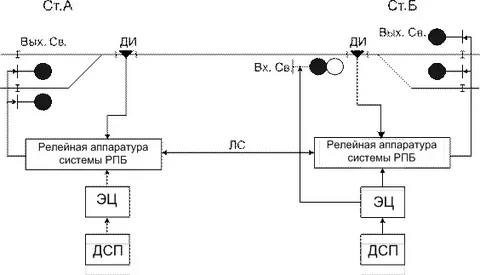 Ст.А
Ст.Б
Вых. Св.
ДИ
ДИ
Вых. Св.
Вх. Св.
Релейная аппаратура
системы РПБ
ЛС
Релейная аппаратура
системы РПБ
ЭЦ
ЭЦ
ДСП
ДСП